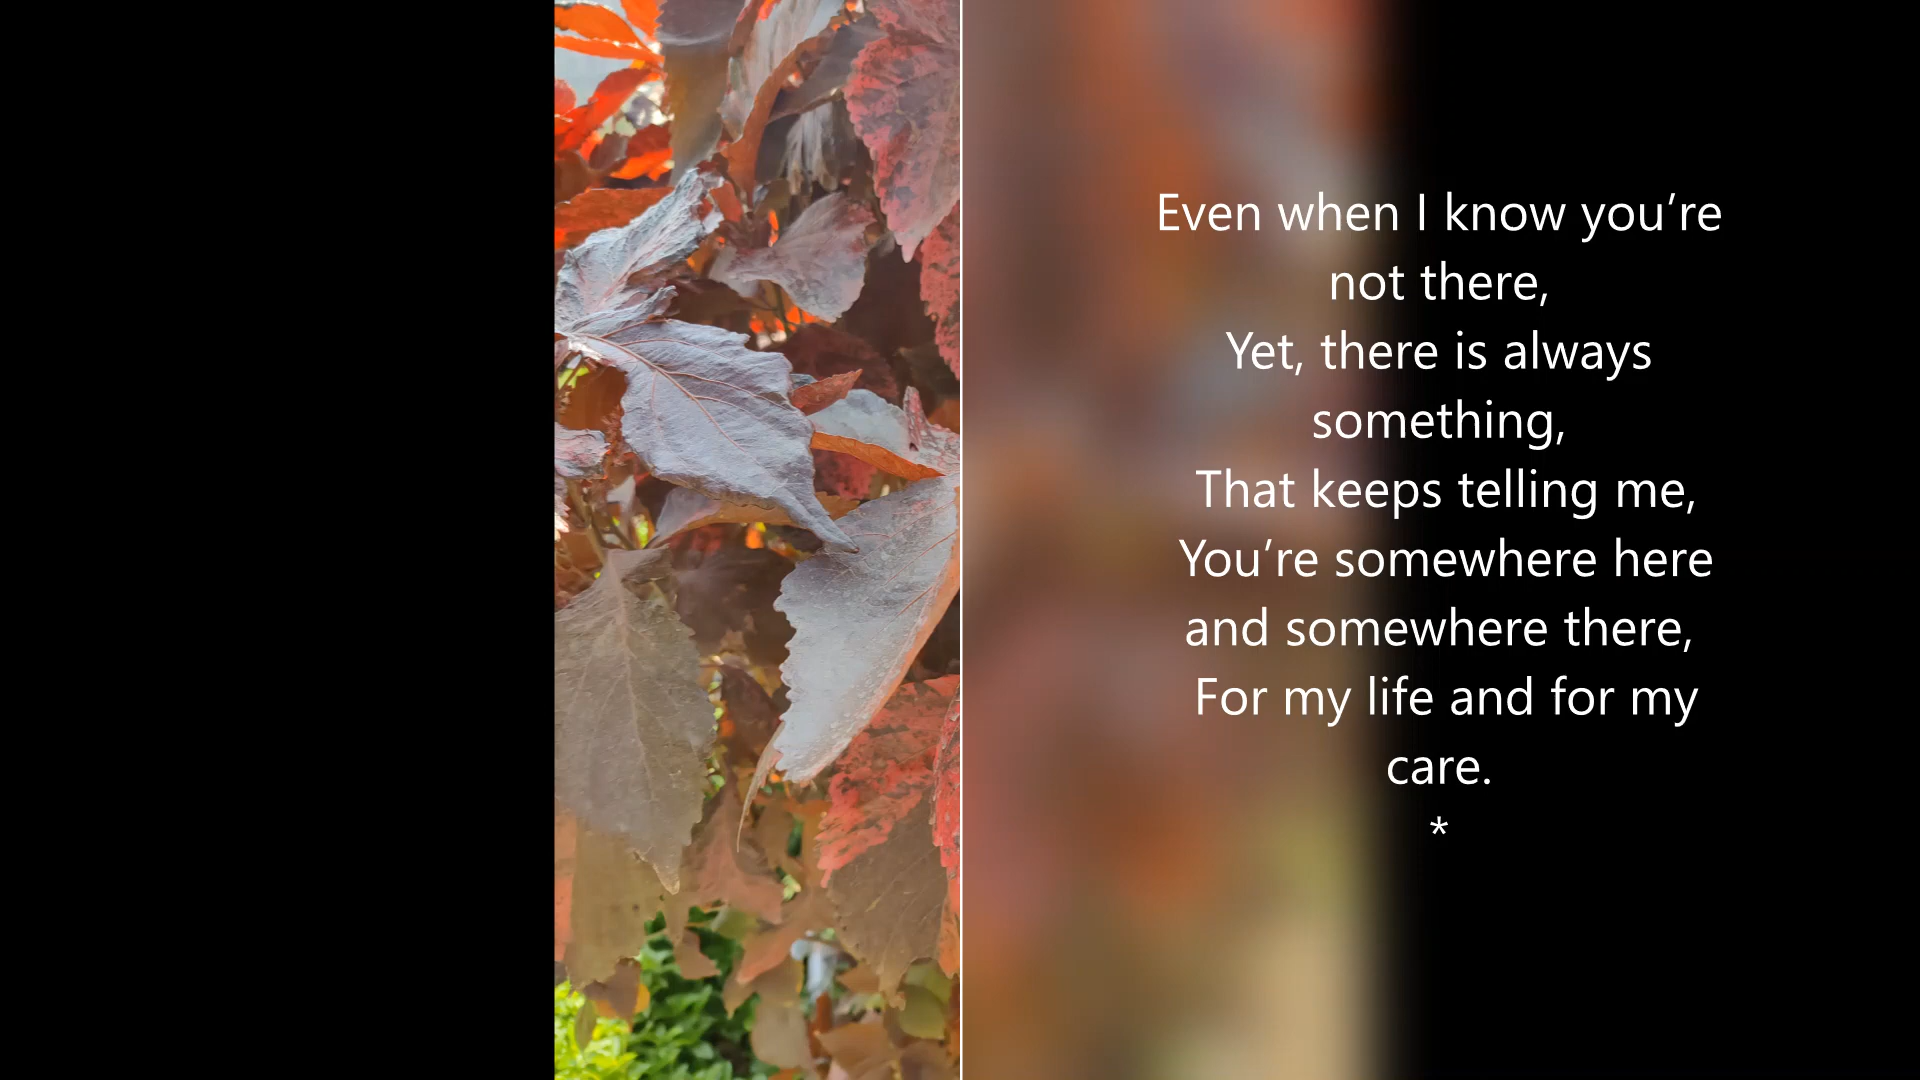 Even when I know you’re
not there,
Yet, there is always
something,
That keeps telling me,
You’re somewhere here
and somewhere there,
For my life and for my
care.
*